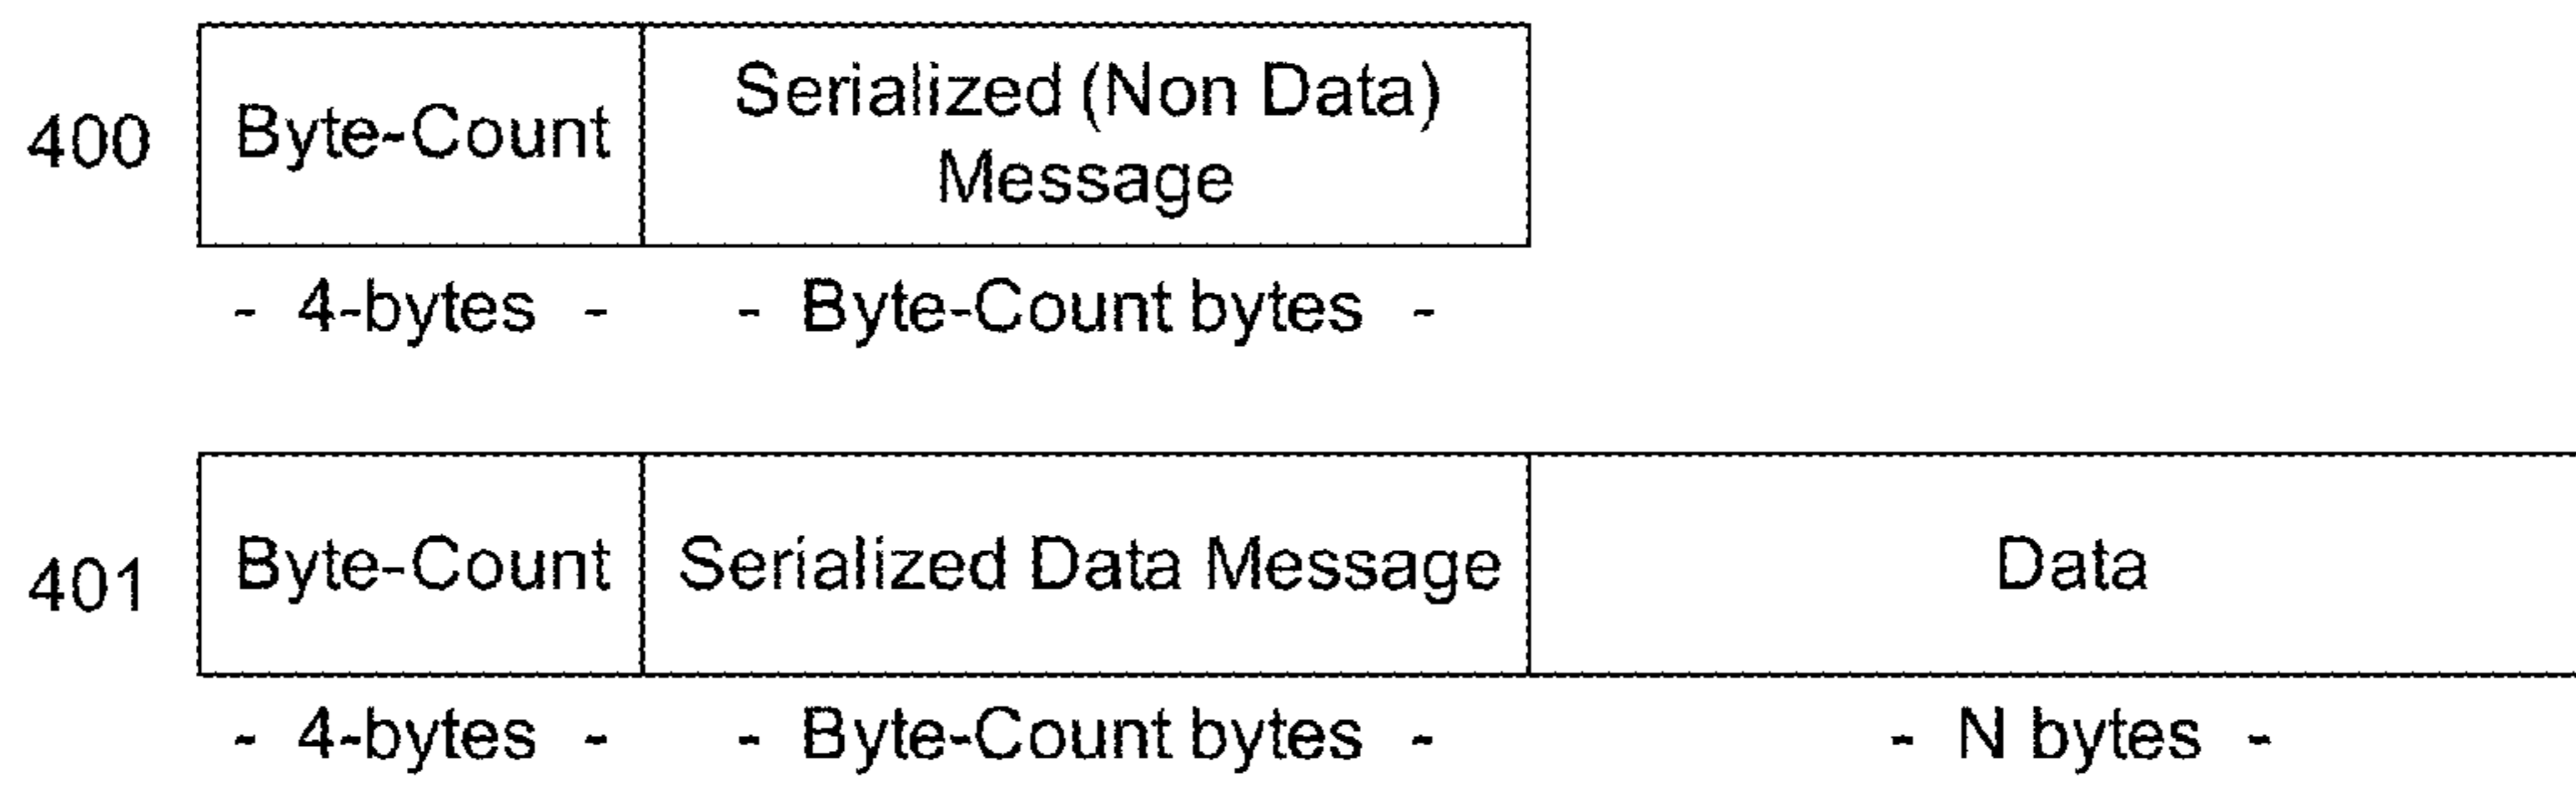 400
Byte-Count
Serialized (Non Data)
Message
- 4-bytes -
- Byte-Count bytes -
401
Byte-Count
Serialized Data Message
Data
- 4-bytes -
- Byte-Count bytes -
- N bytes -